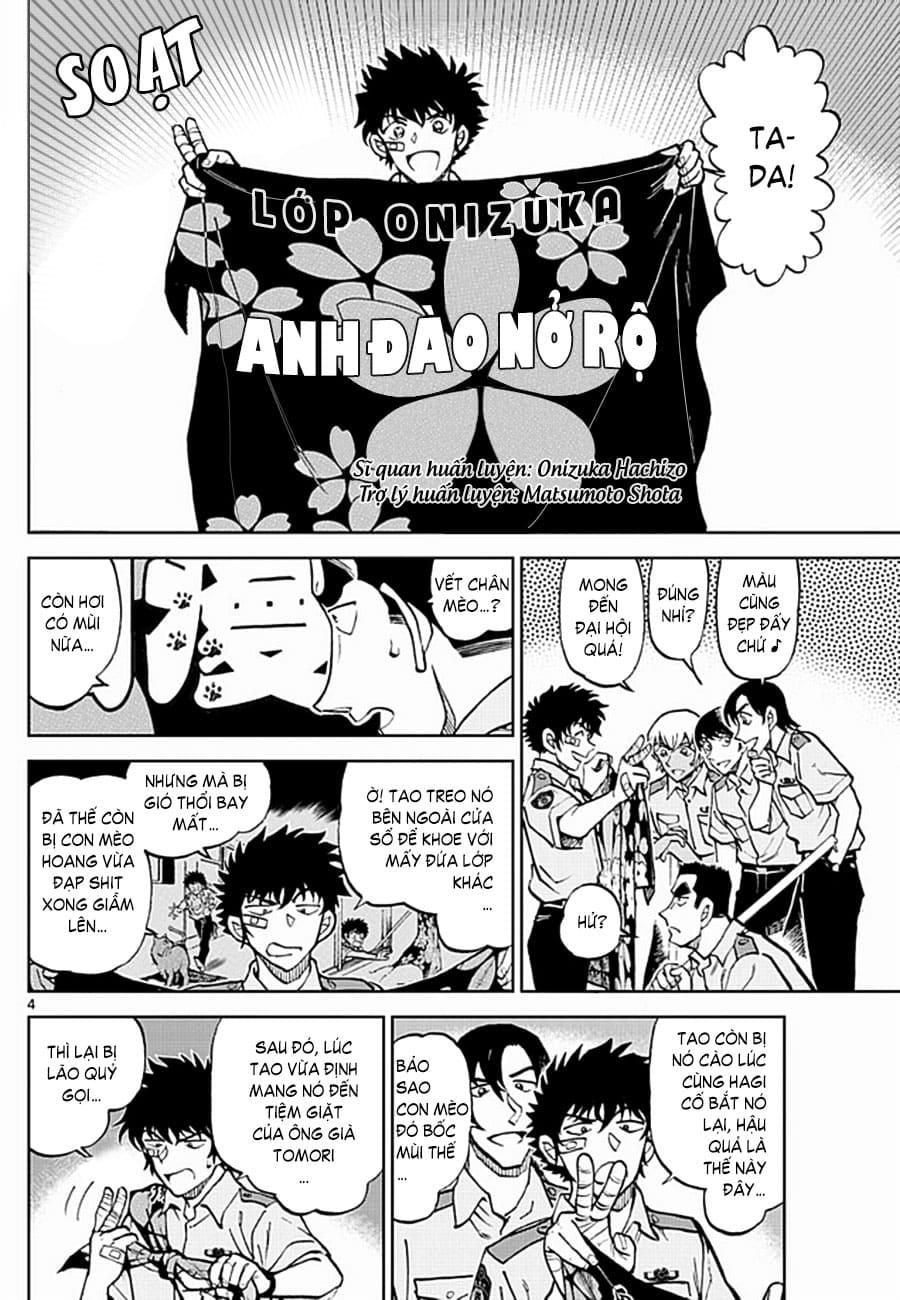 SOẠT
TA-
DA!
LỚP ONIZUKA
ANH ĐÀO NỞ RỘ
Sĩ quan huấn luyện: Onizuka Hachizo
Trợ lý huấn luyện: Matsumoto Shota
MÀU
CŨNG
ĐẸP ĐẤY
CHỨ ♪
ĐÚNG
NHỈ?
MONG
ĐẾN
ĐẠI HỘI
QUÁ!
HỬ?
VẾT CHÂN
MÈO...?
CÒN HƠI
CÓ MÙI
NỮA...
Ờ! TAO TREO NÓ
BÊN NGOÀI CỬA
SỔ ĐỂ KHOE VỚI
MẤY ĐỨA LỚP
KHÁC
...
NHƯNG MÀ BỊ
GIÓ THỔI BAY
MẤT...
ĐÃ THẾ CÒN
BỊ CON MÈO
HOANG VỪA
ĐẠP SHIT
XONG GIẪM
LÊN...
4
TAO CÒN BỊ
NÓ CÀO LÚC
CÙNG HAGI
CỐ BẮT NÓ
LẠI, HẬU
QUẢ LÀ
THẾ NÀY
ĐÂY...
BẢO
SAO
CON MÈO
ĐÓ BỐC
MÙI THẾ
SAU ĐÓ, LÚC
TAO VỪA ĐỊNH
MANG NÓ ĐẾN
TIỆM GIẶT
CỦA ÔNG GIÀ
TOMORI
...
THÌ LẠI BỊ
LÃO QUỶ
GỌI...